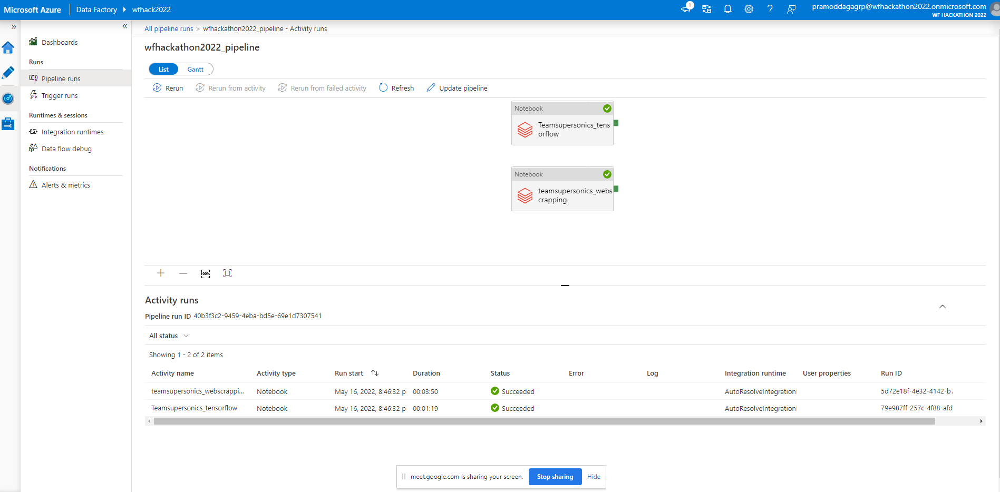 Microsoft Azure Data Factory wfhack2022 1 pramoddagagrp@wfhackathon2022.onmicrosoft.com
WF HACKATHON 2022
All pipeline runs > wfhackathon2022_pipeline - Activity runs
Dashboards
Runs
Pipeline runs
Trigger runs
Runtimes & sessions
Integration runtimes
Data flow debug
Notifications
Alerts & metrics
wfhackathon2022_pipeline
List Gantt
Rerun Rerun from activity Rerun from failed activity Refresh Update pipeline
Notebook
Teamsupersonics_tens
orflow
Notebook
teamsupersonics_webs
crapping
Activity runs
Pipeline run ID 40b3f3c2-9459-4eba-bd5e-69e1d7307541
All status
Showing 1 - 2 of 2 items
Activity name Activity type Run start Duration Status Error Log Integration runtime User properties Run ID
teamsupersonics_webscrappi... Notebook May 16, 2022, 8:46:32 p 00:03:50 Succeeded AutoResolveIntegration 5d72e18f-4e32-4142-b7
Teamsupersonics_tensorflow Notebook May 16, 2022, 8:46:32 p 00:01:19 Succeeded AutoResolveIntegration 79e987ff-257c-4f88-afd
meet.google.com is sharing your screen. Stop sharing Hide